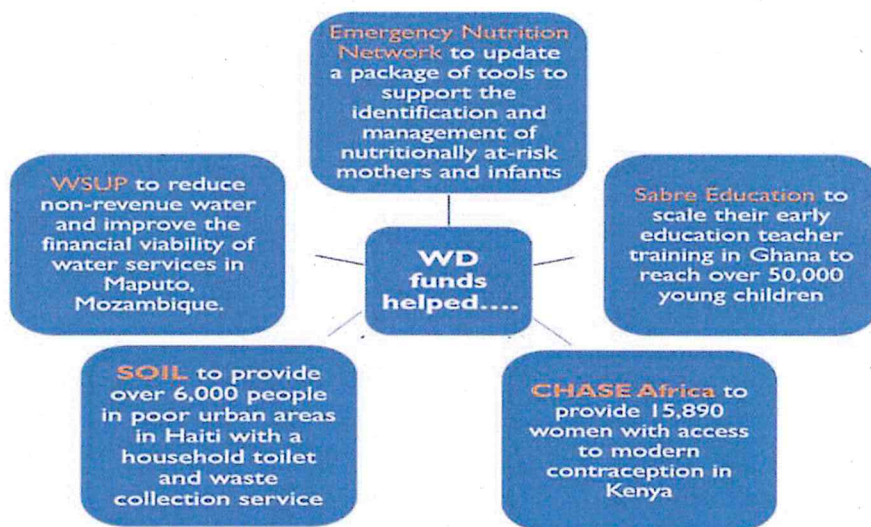 Emergency Nutrition
Network to update
a package of tools to
support the
identification and
management of
nutritionally at-risk
mothers and infants
WSUP to reduce
non-revenue water
and improve the
financial viability of
water services in
Maputo,
Mozambique.
WD
funds
helped....
Sabre Education to
scale their early
education teacher
training in Ghana to
reach over 50,000
young children
SOIL to provide
over 6,000 people
in poor urban areas
in Haiti with a
household toilet
and waste
collection service
CHASE Africa to
provide 15,890
women with access
to modern
contraception in
Kenya